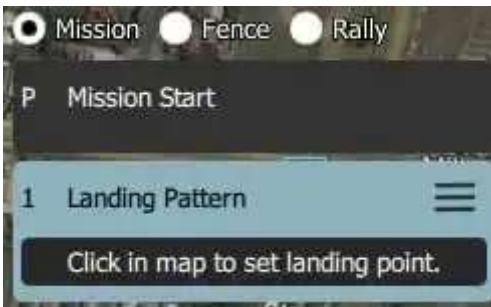 Mission Fence Rally
P Mission Start
1 Landing Pattern
Click in map to set landing point.